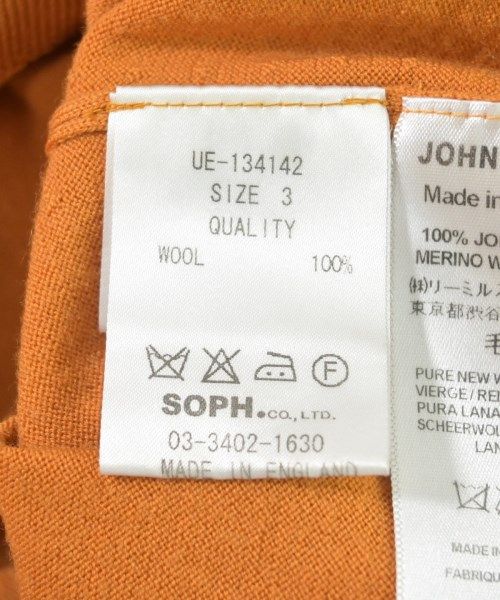 UE-134142
SIZE 3
QUALITY
WOOL 100%
SOPH.CO.,LTD.
03-3402-1630
MADE IN ENGLAND
JOHN
Made in
100% JO
MERINO W
㈱リーミルズ
東京都渋谷
毛
PURE NEW W
VIERGE / REI
PURA LANA
SCHEERWOL
LAN
MADE IN
FABRIQUÉ